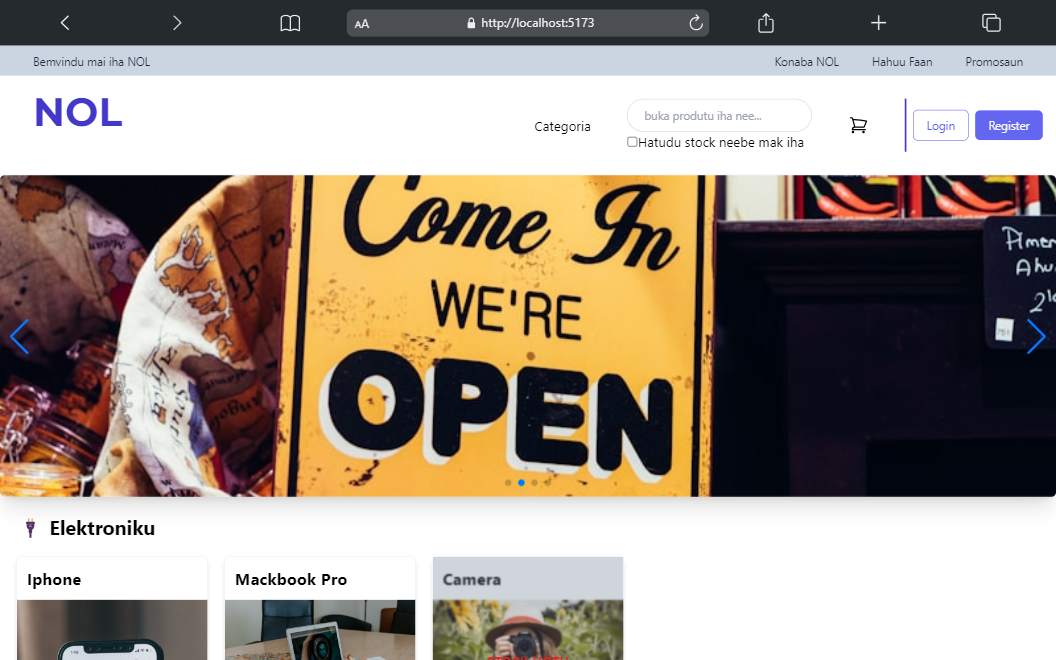 AA http://localhost:5173
Bemvindu mai iha NOL Konaba NOL Hahuu Faan Promosaun
NOL
Categoria
buka produtu iha nee...
Hatudu stock neebe mak iha
Login
Register
Come In
WE'RE
OPEN
Elektroniku
Iphone
Mackbook Pro
Camera